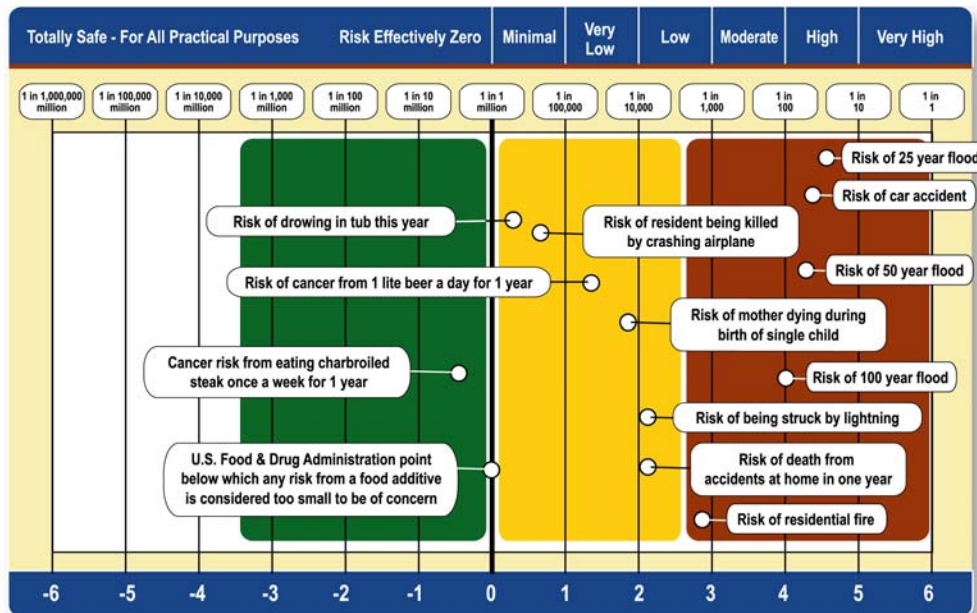 Totally Safe - For All Practical Purposes
Risk Effectively Zero
Minimal
Very
Low
Low
Moderate
High
Very High
1 in 1,000,000
million
1 in 100,000
million
1 in 10,000
million
1 in 1,000
million
1 in 100
million
1 in 10
million
1 in 1
million
1 in
100,000
1 in
10,000
1 in
1,000
1 in
100
1 in
10
1 in
1
Risk of 25 year flood
Risk of car accident
Risk of drowing in tub this year
Risk of resident being killed
by crashing airplane
Risk of 50 year flood
Risk of cancer from 1 lite beer a day for 1 year
Risk of mother dying during
birth of single child
Cancer risk from eating charbroiled
steak once a week for 1 year
Risk of 100 year flood
Risk of being struck by lightning
U.S. Food & Drug Administration point
below which any risk from a food additive
is considered too small to be of concern
Risk of death from
accidents at home in one year
Risk of residential fire
-6 -5 -4 -3 -2 -1 0 1 2 3 4 5 6